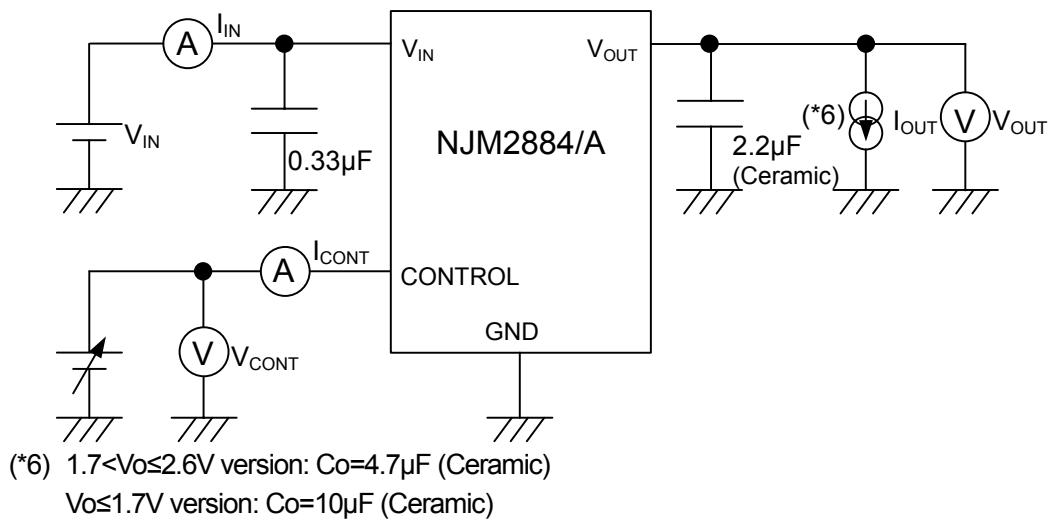 A I_IN
V_IN
0.33µF
V_IN V_OUT
NJM2884/A
CONTROL
GND
A I_CONT
V V_CONT
2.2µF
(Ceramic)
(*6) I_OUT V V_OUT
(*6) 1.7<Vo≤2.6V version: Co=4.7µF (Ceramic)
Vo≤1.7V version: Co=10µF (Ceramic)